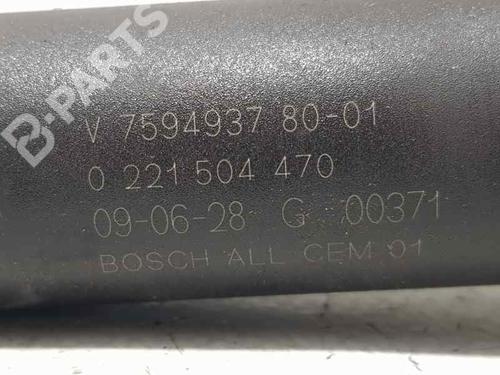 B-PARTS
V 7594937 80-01
0 221 504 470
09-06-28 G 00371
BOSCH ALL CEM 01